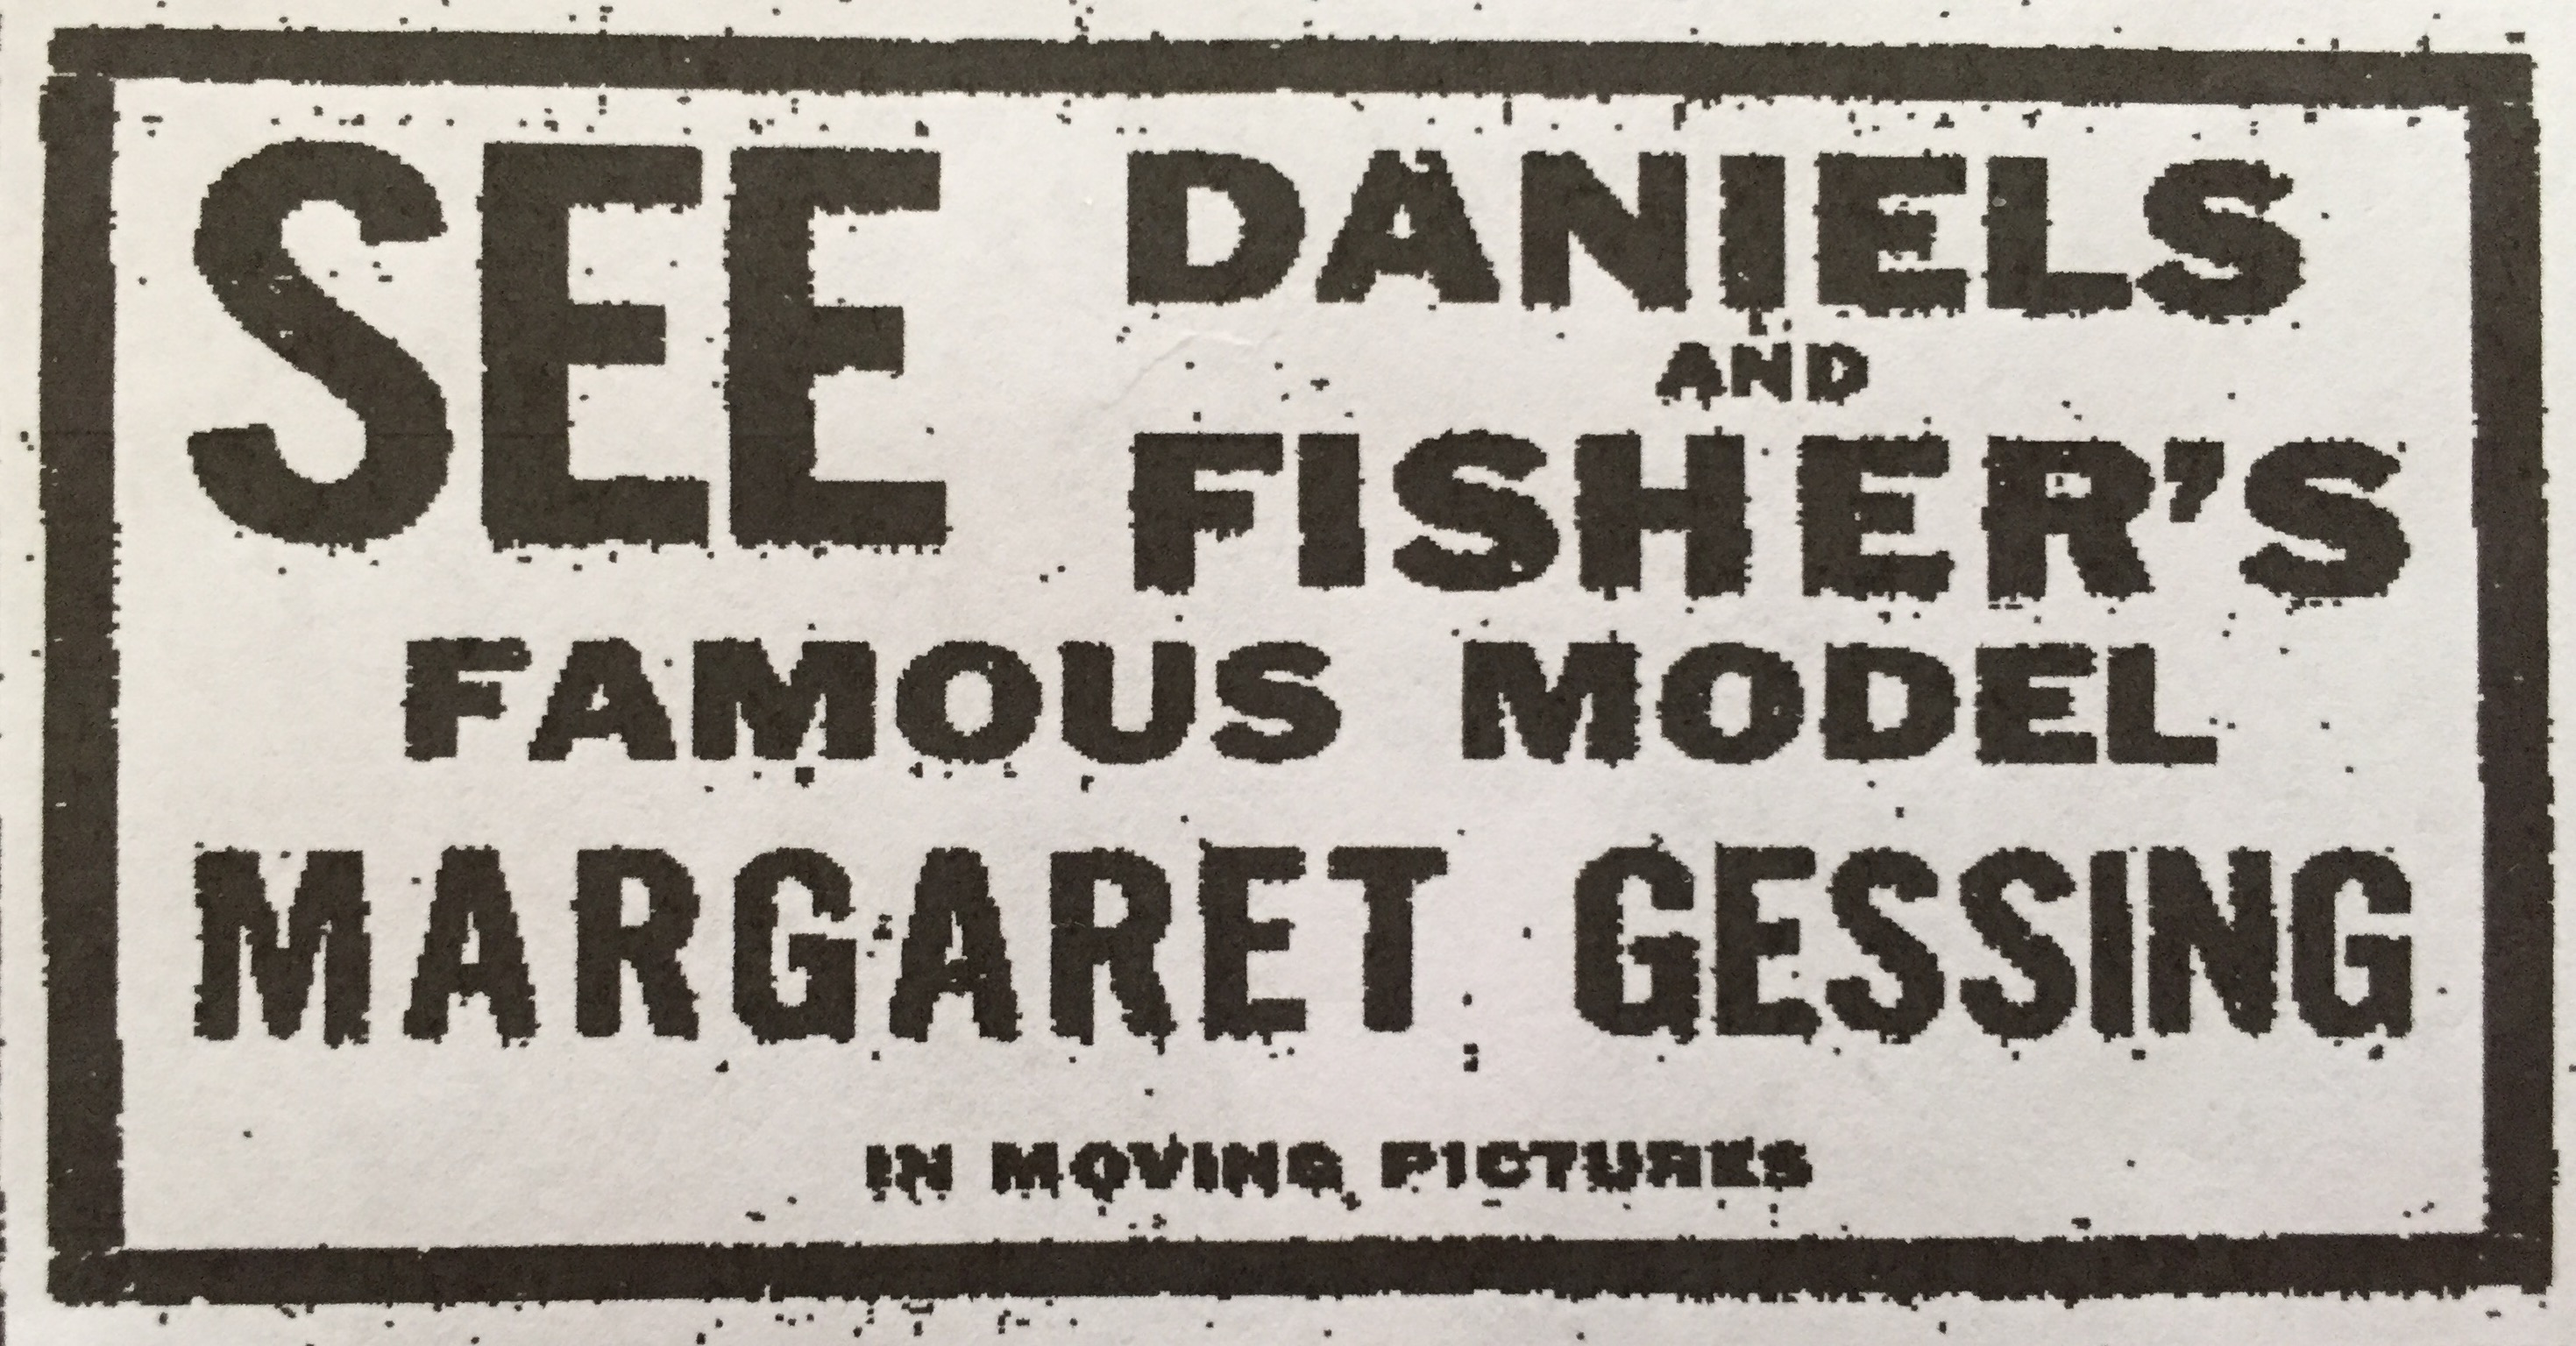 SEE DANIELS
AND
FISHER'S
FAMOUS MODEL
MARGARET GESSING
IN MOVING PICTURES